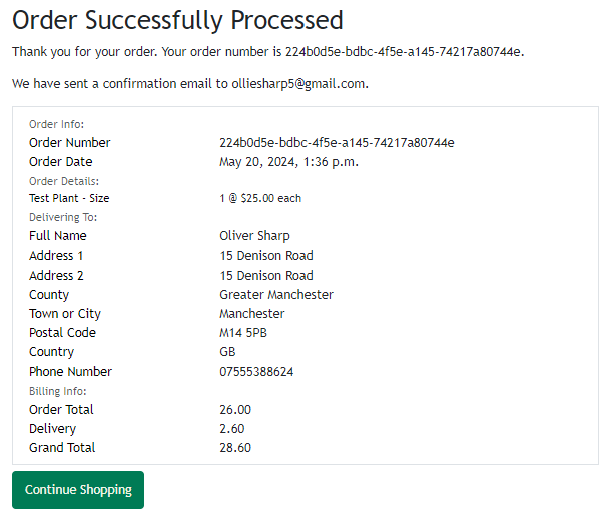 Order Successfully Processed
Thank you for your order. Your order number is 224b0d5e-bdbc-4f5e-a145-74217a80744e.
We have sent a confirmation email to olliesharp5@gmail.com.
Order Info:
Order Number 224b0d5e-bdbc-4f5e-a145-74217a80744e
Order Date May 20, 2024, 1:36 p.m.
Order Details:
Test Plant - Size 1 @ $25.00 each
Delivering To:
Full Name Oliver Sharp
Address 1 15 Denison Road
Address 2 15 Denison Road
County Greater Manchester
Town or City Manchester
Postal Code M14 5PB
Country GB
Phone Number 07555388624
Billing Info:
Order Total 26.00
Delivery 2.60
Grand Total 28.60
Continue Shopping